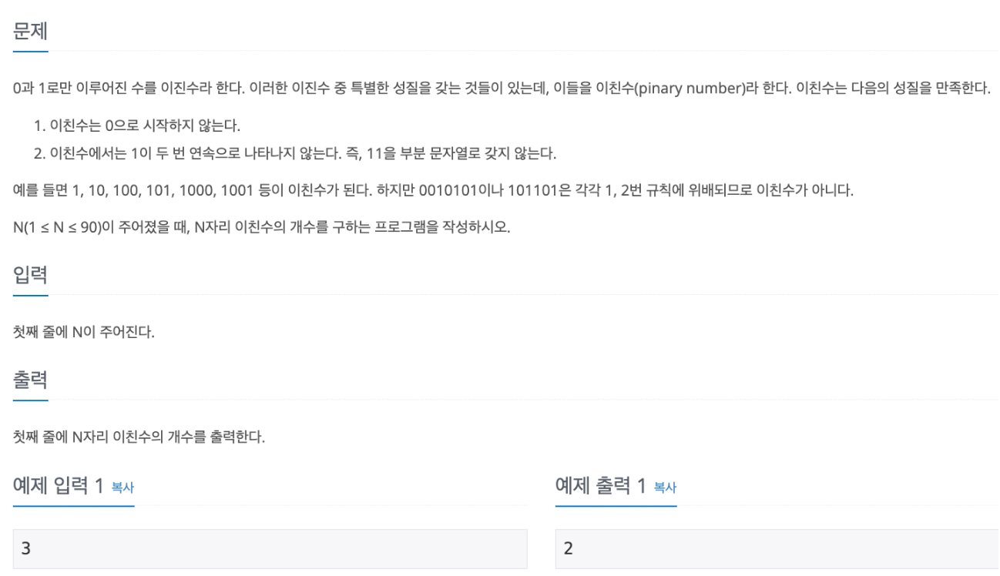 문제
0과 1로만 이루어진 수를 이진수라 한다. 이러한 이진수 중 특별한 성질을 갖는 것들이 있는데, 이들을 이친수(pinary number)라 한다. 이친수는 다음의 성질을 만족한다.
1. 이친수는 0으로 시작하지 않는다.
2. 이친수에서는 1이 두 번 연속으로 나타나지 않는다. 즉, 11을 부분 문자열로 갖지 않는다.
예를 들면 1, 10, 100, 101, 1000, 1001 등이 이친수가 된다. 하지만 0010101이나 101101은 각각 1, 2번 규칙에 위배되므로 이친수가 아니다.
N(1 ≤ N ≤ 90)이 주어졌을 때, N자리 이친수의 개수를 구하는 프로그램을 작성하시오.
입력
첫째 줄에 N이 주어진다.
출력
첫째 줄에 N자리 이친수의 개수를 출력한다.
예제 입력 1 복사
3
예제 출력 1 복사
2